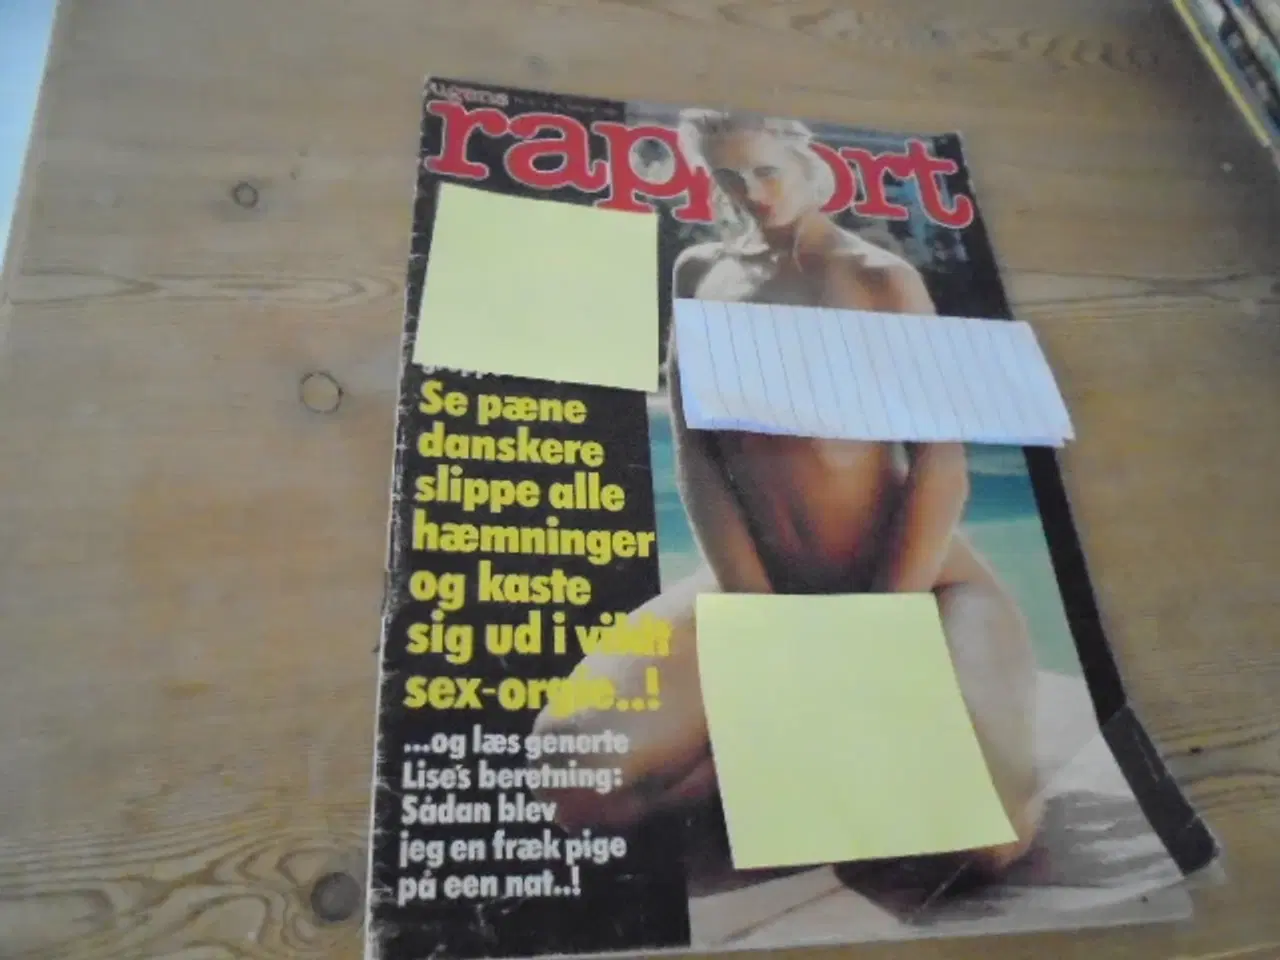 Ugens
rapport
Se pæne
danskere
slippe alle
hæmninger
og kaste
sig ud i vildt
sex-orgie..!
...og læs generte
Lise's beretning:
Sådan blev
jeg en fræk pige
på een nat..!